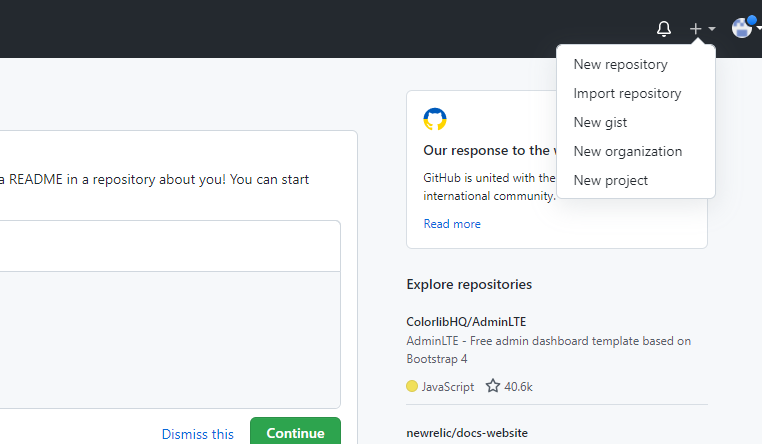 New repository
Import repository
New gist
New organization
New project
a README in a repository about you! You can start
Dismiss this
Continue
Our response to the
GitHub is united with the
international community.
Read more
Explore repositories
ColorlibHQ/AdminLTE
AdminLTE - Free admin dashboard template based on
Bootstrap 4
JavaScript 40.6k
newrelic/docs-website